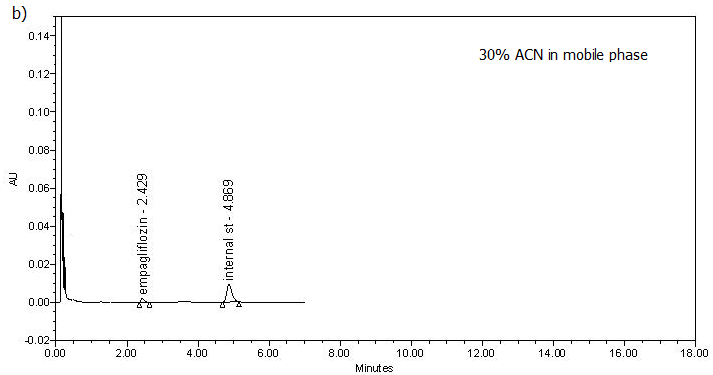 b)
30% ACN in mobile phase
AU
0.14
0.12
0.10
0.08
0.06
0.04
0.02
0.00
-0.02
empagliflozin - 2.429
internal st - 4.869
0.00 2.00 4.00 6.00 8.00 10.00 12.00 14.00 16.00 18.00
Minutes